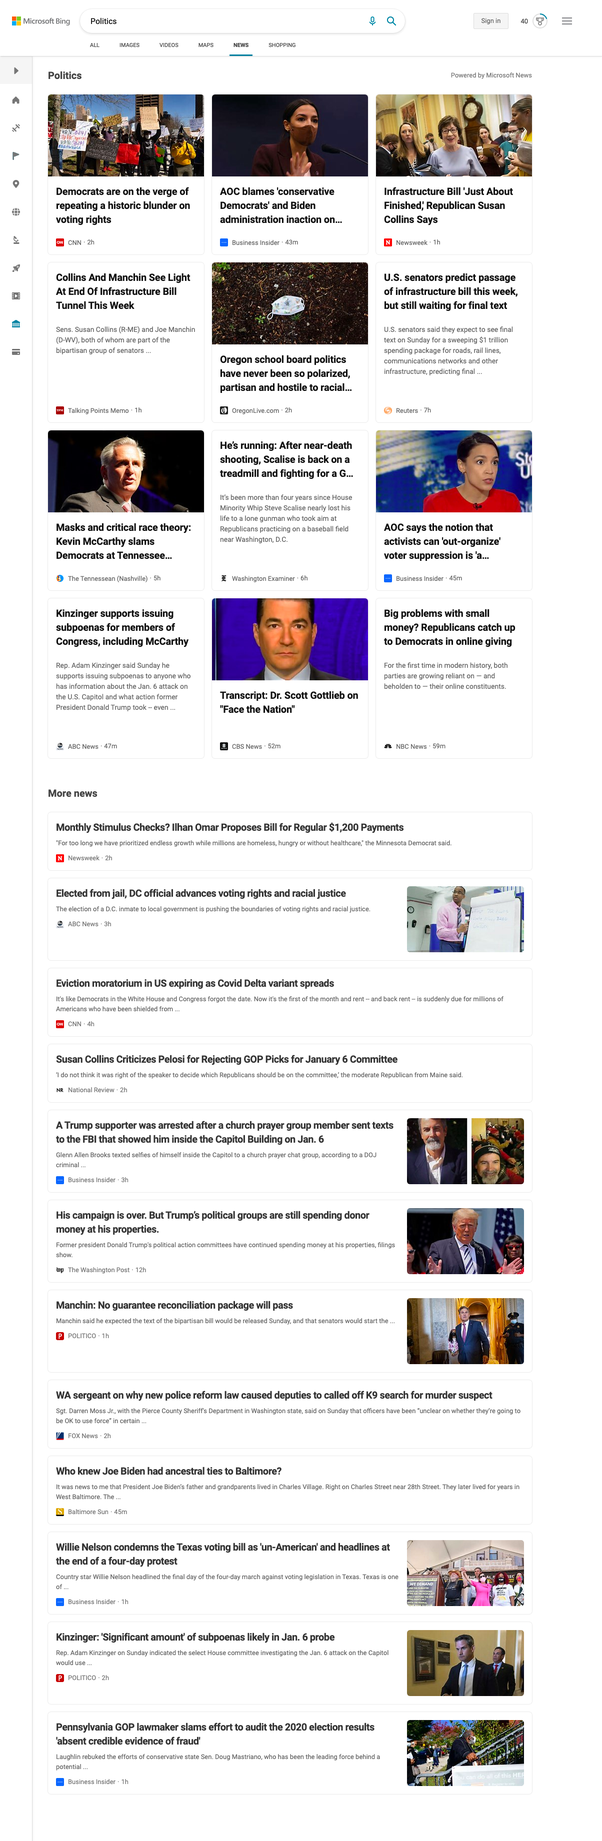 Microsoft Bing
Politics
Sign in
40
ALL
IMAGES
VIDEOS
MAPS
NEWS
SHOPPING
Politics
Powered by Microsoft News
Democrats are on the verge of
repeating a historic blunder on
voting rights
CNN · 2h
AOC blames 'conservative
Democrats' and Biden
administration inaction on...
Business Insider · 43m
Infrastructure Bill 'Just About
Finished,' Republican Susan
Collins Says
Newsweek · 1h
Collins And Manchin See Light
At End Of Infrastructure Bill
Tunnel This Week
Sens. Susan Collins (R-ME) and Joe Manchin
(D-WV), both of whom are part of the
bipartisan group of senators ...
Talking Points Memo · 1h
Oregon school board politics
have never been so polarized,
partisan and hostile to racial...
OregonLive.com · 2h
U.S. senators predict passage
of infrastructure bill this week,
but still waiting for final text
U.S. senators said they expect to see final
text on Sunday for a sweeping $1 trillion
spending package for roads, rail lines,
communications networks and other
infrastructure, predicting final ...
Reuters · 7h
Masks and critical race theory:
Kevin McCarthy slams
Democrats at Tennessee...
The Tennessean (Nashville) · 5h
He's running: After near-death
shooting, Scalise is back on a
treadmill and fighting for a G...
It's been more than four years since House
Minority Whip Steve Scalise nearly lost his
life to a lone gunman who took aim at
Republicans practicing on a baseball field
near Washington, D.C.
Washington Examiner · 6h
AOC says the notion that
activists can 'out-organize'
voter suppression is 'a...
Business Insider · 45m
Kinzinger supports issuing
subpoenas for members of
Congress, including McCarthy
Rep. Adam Kinzinger said Sunday he
supports issuing subpoenas to anyone who
has information about the Jan. 6 attack on
the U.S. Capitol and what action former
President Donald Trump took – even ...
ABC News · 47m
Transcript: Dr. Scott Gottlieb on
"Face the Nation"
CBS News · 52m
Big problems with small
money? Republicans catch up
to Democrats in online giving
For the first time in modern history, both
parties are growing reliant on — and
beholden to — their online constituents.
NBC News · 59m
More news
Monthly Stimulus Checks? Ilhan Omar Proposes Bill for Regular $1,200 Payments
"For too long we have prioritized endless growth while millions are homeless, hungry or without healthcare," the Minnesota Democrat said.
Newsweek · 2h
Elected from jail, DC official advances voting rights and racial justice
The election of a D.C. inmate to local government is pushing the boundaries of voting rights and racial justice.
ABC News · 3h
Eviction moratorium in US expiring as Covid Delta variant spreads
It's like Democrats in the White House and Congress forgot the date. Now it's the first of the month and rent – and back rent – is suddenly due for millions of
Americans who have been shielded from ...
CNN · 4h
Susan Collins Criticizes Pelosi for Rejecting GOP Picks for January 6 Committee
'I do not think it was right of the speaker to decide which Republicans should be on the committee,' the moderate Republican from Maine said.
National Review · 2h
A Trump supporter was arrested after a church prayer group member sent texts
to the FBI that showed him inside the Capitol Building on Jan. 6
Glenn Allen Brooks texted selfies of himself inside the Capitol to a church prayer chat group, according to a DOJ
criminal ...
Business Insider · 3h
His campaign is over. But Trump's political groups are still spending donor
money at his properties.
Former president Donald Trump's political action committees have continued spending money at his properties, filings
show.
The Washington Post · 12h
Manchin: No guarantee reconciliation package will pass
Manchin said he expected the text of the bipartisan bill would be released Sunday, and that senators would start the ...
POLITICO · 1h
WA sergeant on why new police reform law caused deputies to called off K9 search for murder suspect
Sgt. Darren Moss Jr., with the Pierce County Sheriff's Department in Washington state, said on Sunday that officers have been "unclear on whether they're going to
be OK to use force" in certain ...
FOX News · 2h
Who knew Joe Biden had ancestral ties to Baltimore?
It was news to me that President Joe Biden's father and grandparents lived in Charles Village. Right on Charles Street near 28th Street. They later lived for years in
West Baltimore. The ...
Baltimore Sun · 45m
Willie Nelson condemns the Texas voting bill as 'un-American' and headlines at
the end of a four-day protest
Country star Willie Nelson headlined the final day of the four-day march against voting legislation in Texas. Texas is one
of ...
Business Insider · 1h
Kinzinger: 'Significant amount' of subpoenas likely in Jan. 6 probe
Rep. Adam Kinzinger on Sunday indicated the select House committee investigating the Jan. 6 attack on the Capitol
would use ...
POLITICO · 2h
Pennsylvania GOP lawmaker slams effort to audit the 2020 election results
'absent credible evidence of fraud'
Laughlin rebuked the efforts of conservative state Sen. Doug Mastriano, who has been the leading force behind a
potential ...
Business Insider · 1h